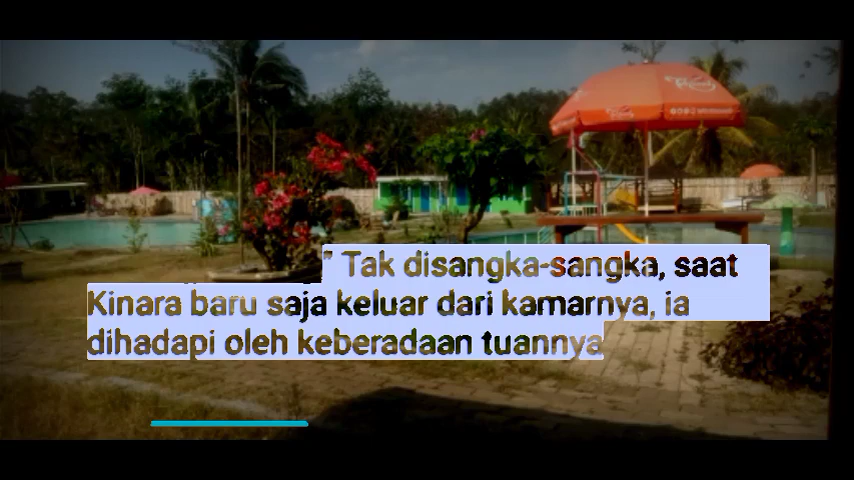 " Tak disangka-sangka, saat
Kinara baru saja keluar dari kamarnya, ia
dihadapi oleh keberadaan tuannya